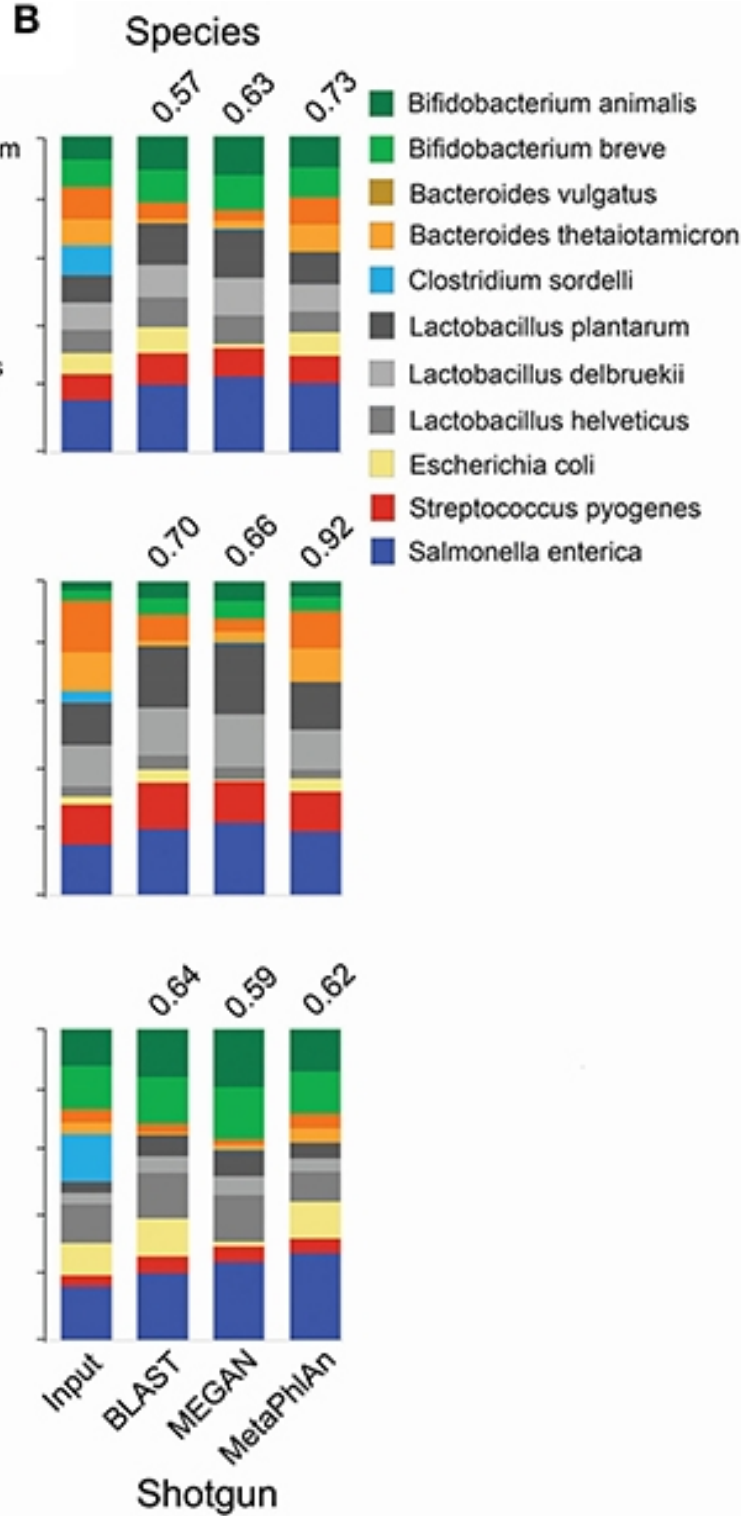 B
Species
0.57
0.63
0.73
m
s
Bifidobacterium animalis
Bifidobacterium breve
Bacteroides vulgatus
Bacteroides thetaiotamicron
Clostridium sordelli
Lactobacillus plantarum
Lactobacillus delbruekii
Lactobacillus helveticus
Escherichia coli
Streptococcus pyogenes
Salmonella enterica
0.70
0.66
0.92
0.64
0.59
0.62
Input
BLAST
MEGAN
MetaPhlAn
Shotgun